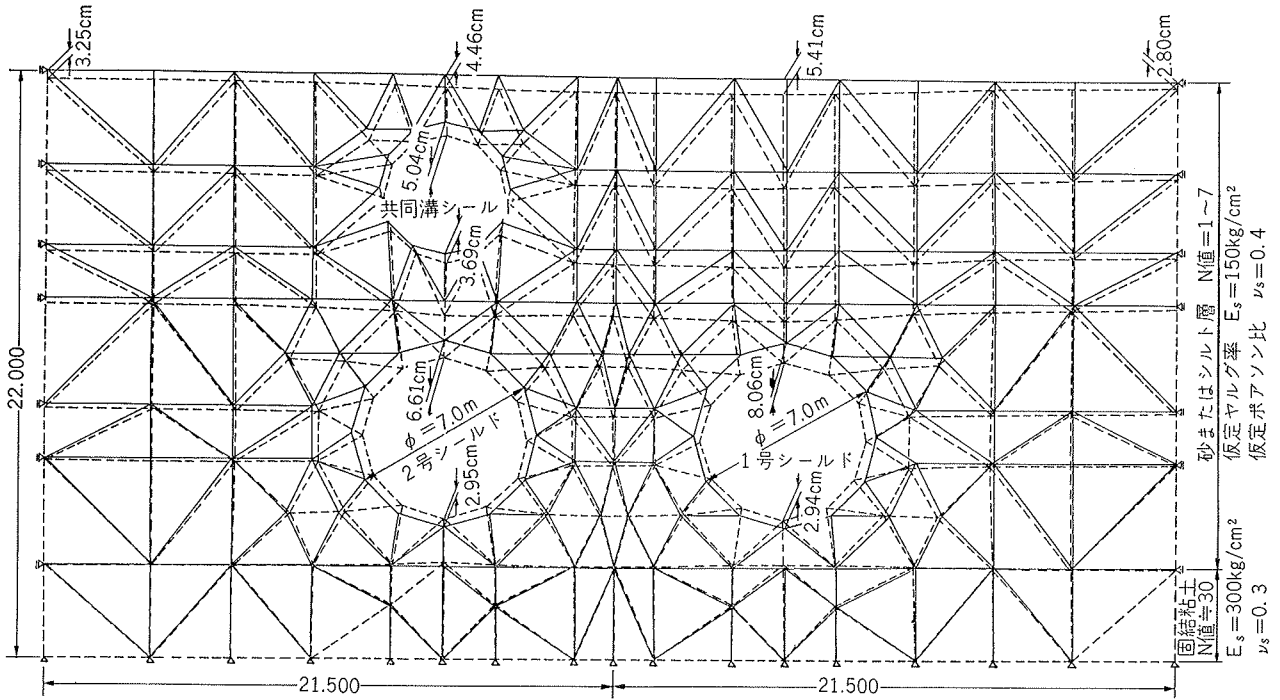 3.25cm
4.46cm
5.41cm
2.80cm
22.000
5.04cm
共同溝シールド
3.69cm
6.61cm
φ=7.0m
2号シールド
2.95cm
8.06cm
φ=7.0m
1号シールド
2.94cm
砂またはシルト層 N値=1~7
仮定ヤルグ率 Es=150kg/cm²
仮定ポアソン比 νs=0.4
固結粘土
N値≒30
Es=300kg/cm²
νs=0.3
21.500
21.500